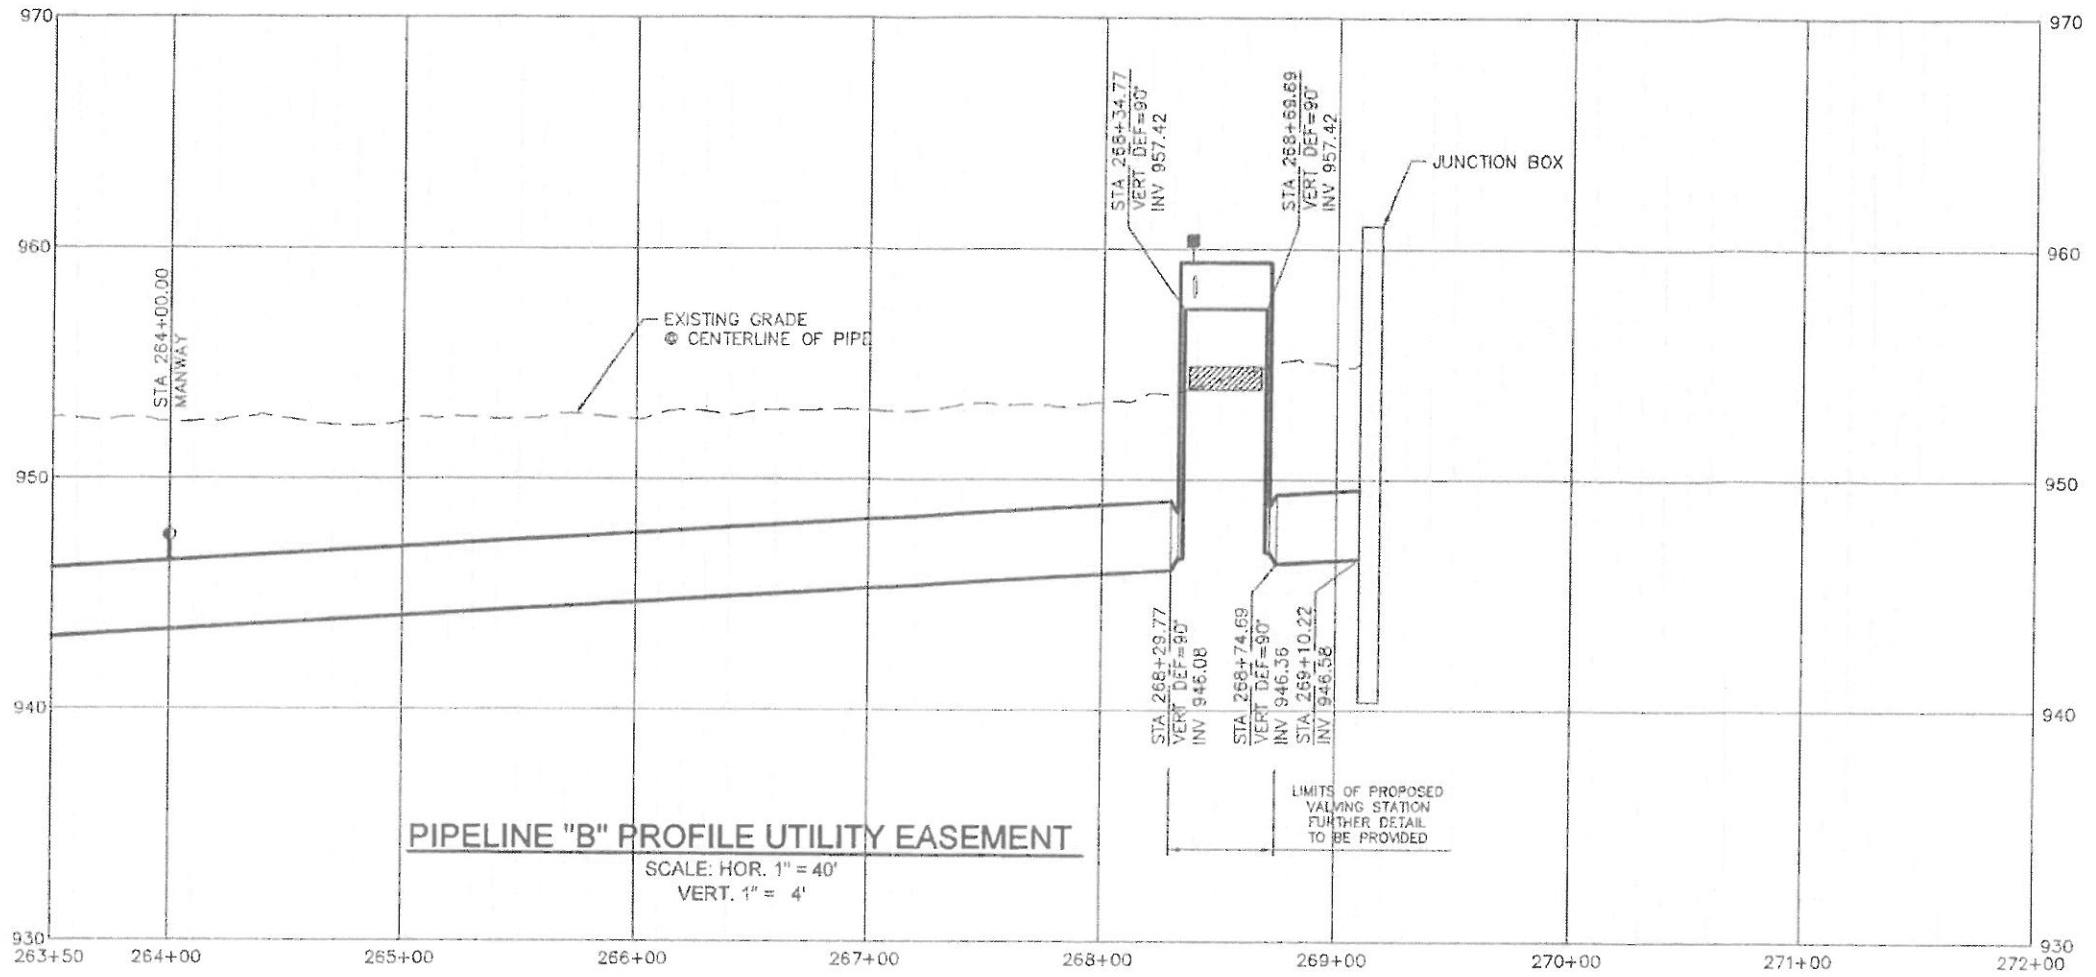 970
970
STA 268+34.77
VERT DEF=90°
INV 957.42
STA 268+69.69
VERT DEF=90°
INV 957.42
JUNCTION BOX
960
960
STA 264+00.00
MANWAY
EXISTING GRADE
@ CENTERLINE OF PIPE
950
950
STA 268+29.77
VERT DEF=90°
INV 946.08
STA 268+74.69
VERT DEF=90°
INV 946.36
STA 269+10.22
INV 946.58
940
940
LIMITS OF PROPOSED
VALVING STATION
FURTHER DETAIL
TO BE PROVIDED
PIPELINE "B" PROFILE UTILITY EASEMENT
SCALE: HOR. 1" = 40'
VERT. 1" = 4'
930
930
263+50 264+00 265+00 266+00 267+00 268+00 269+00 270+00 271+00 272+00